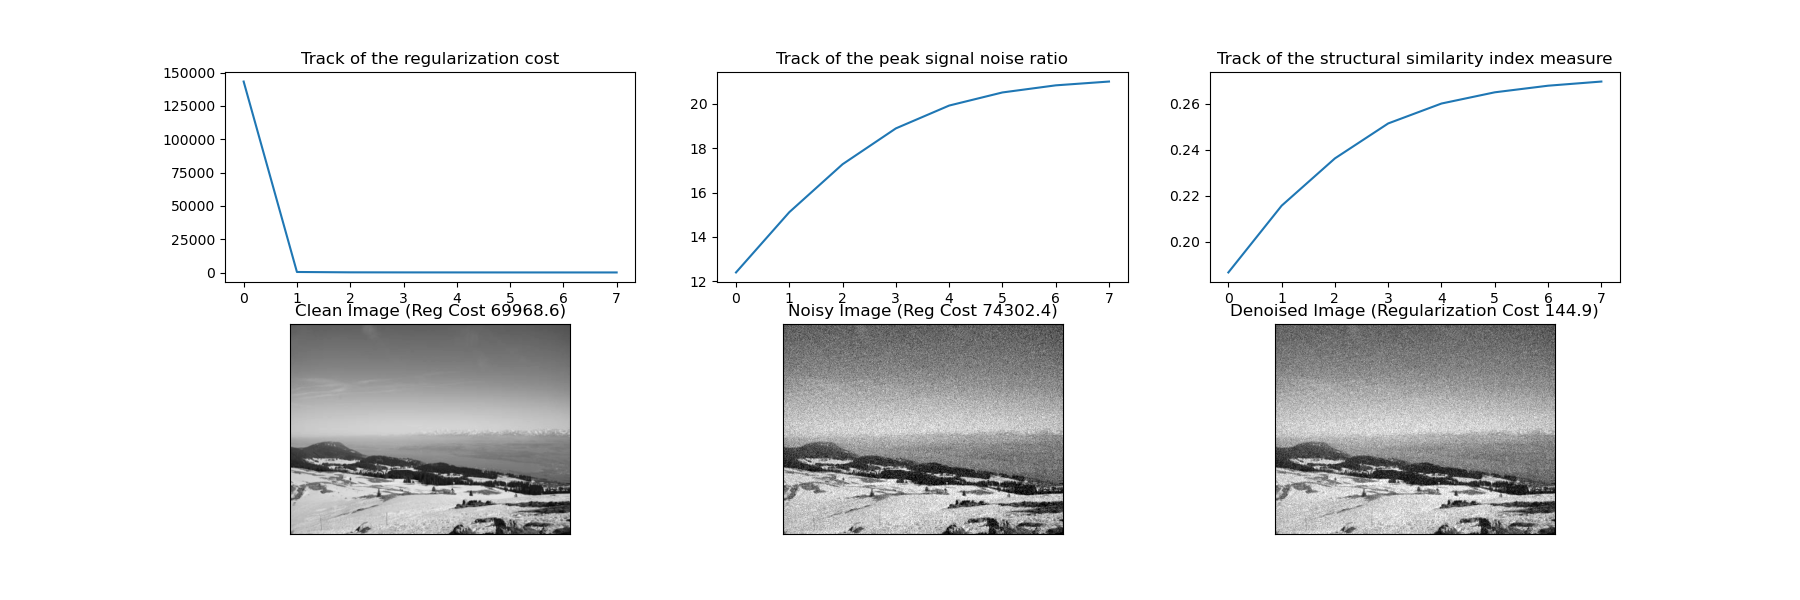 Track of the regularization cost
150000
125000
100000
75000
50000
25000
0
0 1 2 3 4 5 6 7
Track of the peak signal noise ratio
20
18
16
14
12
0 1 2 3 4 5 6 7
Track of the structural similarity index measure
0.26
0.24
0.22
0.20
0 1 2 3 4 5 6 7
Clean Image (Reg Cost 69968.6)
Noisy Image (Reg Cost 74302.4)
Denoised Image (Regularization Cost 144.9)